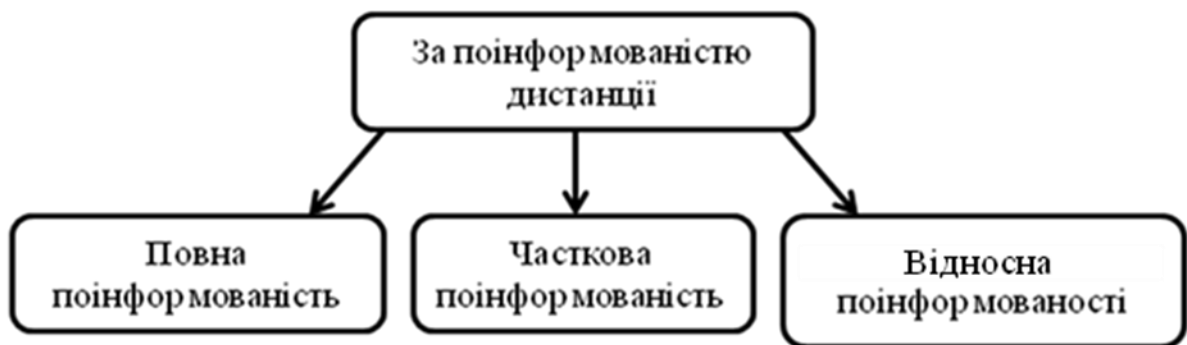 За поінформованістю
дистанції
Повна
поінформованість
Часткова
поінформованість
Відносна
поінформованості